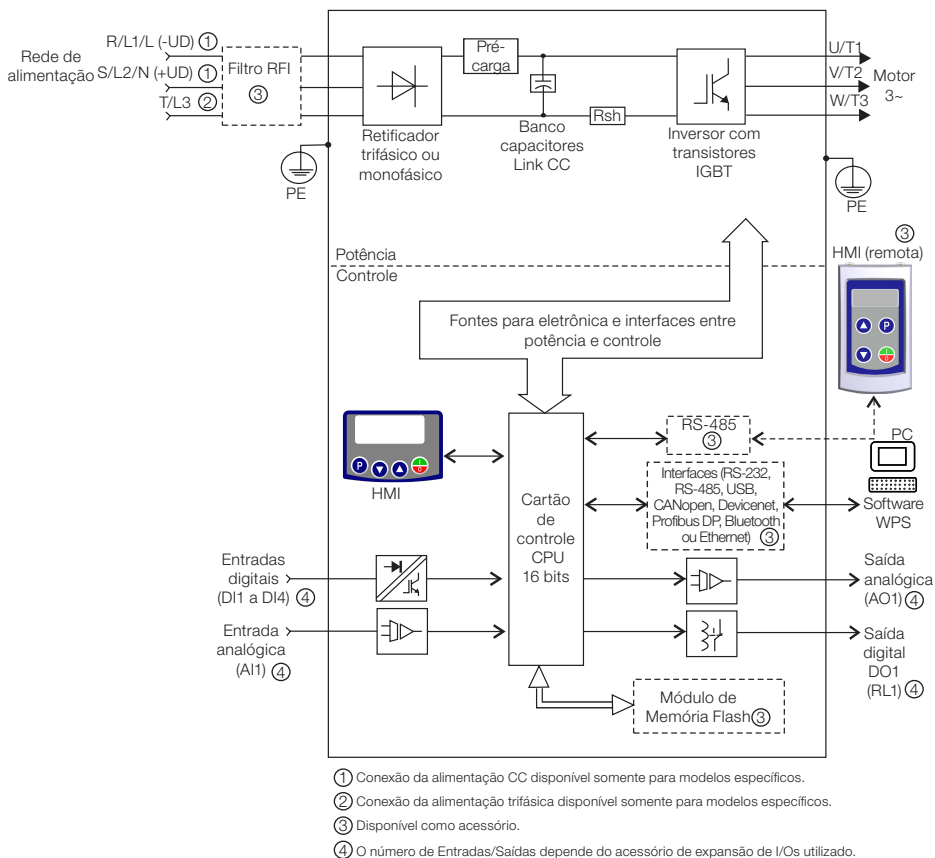 Rede de
alimentação
R/L1/L (-UD) ①
S/L2/N (+UD) ①
T/L3 ②
Filtro RFI
③
PE
Retificador
trifásico ou
monofásico
Pré-
carga
Banco
capacitores
Link CC
Rsh
Inversor com
transistores
IGBT
U/T1
V/T2
W/T3
Motor
3~
PE
Potência
Controle
③
HMI (remota)
P
Fontes para eletrônica e interfaces entre
potência e controle
P
HMI
Cartão
de
controle
CPU
16 bits
RS-485
③
Interfaces (RS-232,
RS-485, USB,
CANopen, Devicenet,
Profibus DP, Bluetooth
ou Ethernet) ③
PC
Software
WPS
Entradas
digitais
(DI1 a DI4) ④
Entrada
analógica
(AI1) ④
Saída
analógica
(AO1) ④
Saída
digital
DO1
(RL1) ④
Módulo de
Memória Flash ③
① Conexão da alimentação CC disponível somente para modelos específicos.
② Conexão da alimentação trifásica disponível somente para modelos específicos.
③ Disponível como acessório.
④ O número de Entradas/Saídas depende do acessório de expansão de I/Os utilizado.